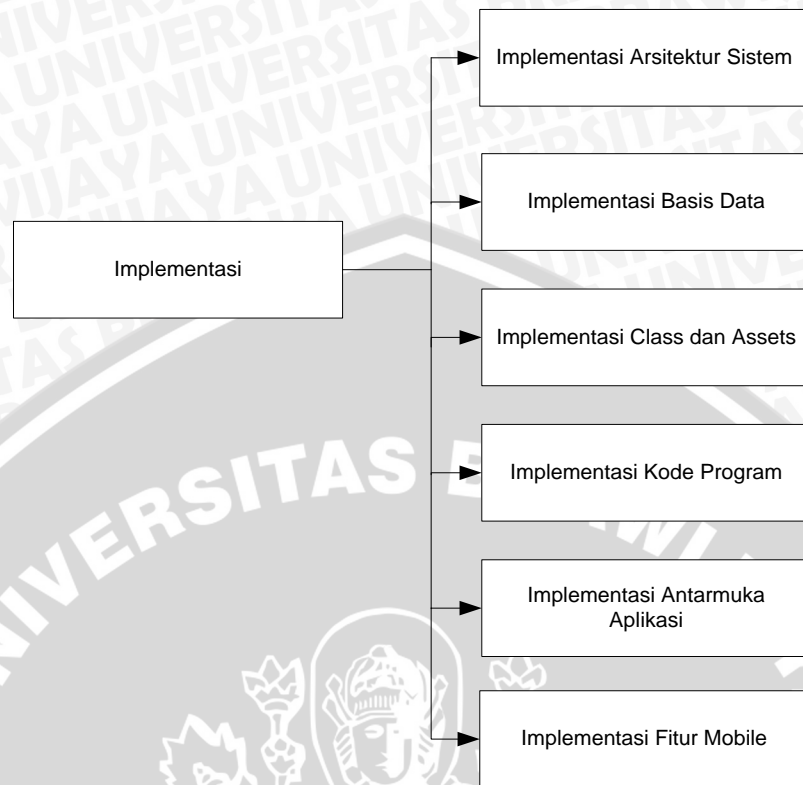 Implementasi
Implementasi Arsitektur Sistem
Implementasi Basis Data
Implementasi Class dan Assets
Implementasi Kode Program
Implementasi Antarmuka
Aplikasi
Implementasi Fitur Mobile